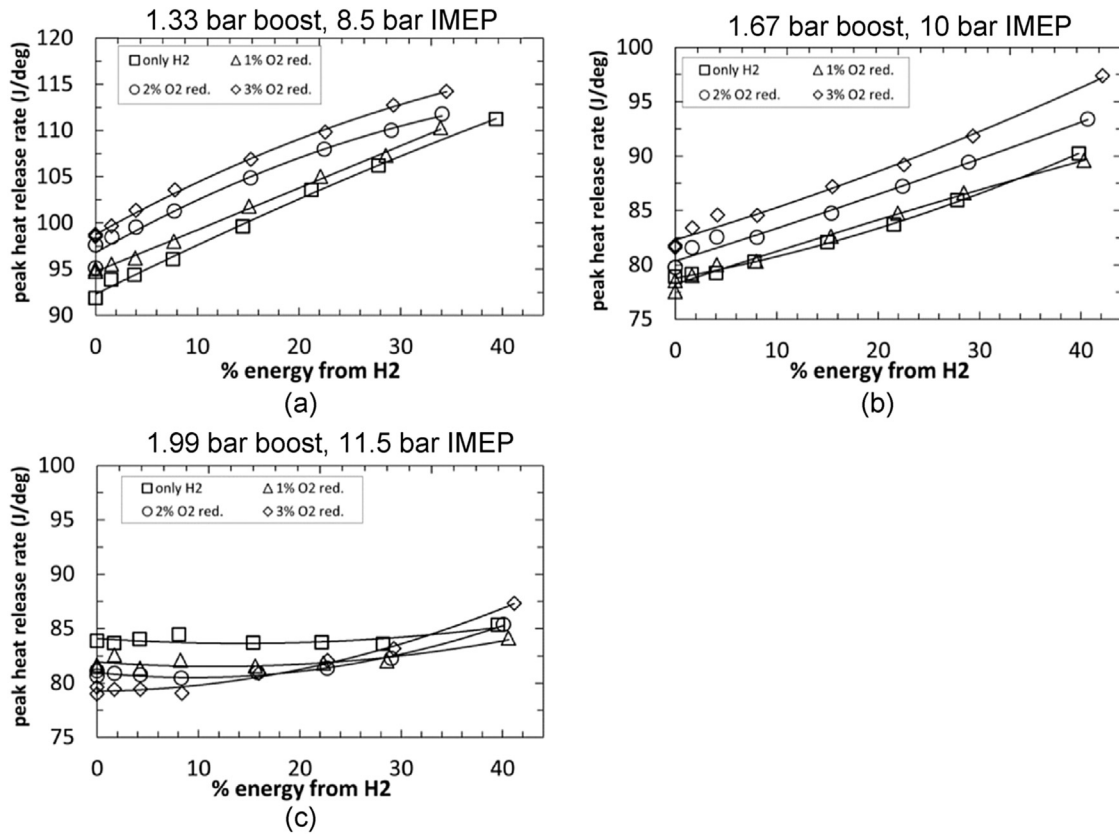 1.33 bar boost, 8.5 bar IMEP
peak heat release rate (J/deg)
120
115
110
105
100
95
90
only H2 1% O2 red.
2% O2 red. 3% O2 red.
0 10 20 30 40
% energy from H2
(a)
1.67 bar boost, 10 bar IMEP
peak heat release rate (J/deg)
100
95
90
85
80
75
only H2 1% O2 red.
2% O2 red. 3% O2 red.
0 10 20 30 40
% energy from H2
(b)
1.99 bar boost, 11.5 bar IMEP
peak heat release rate (J/deg)
100
95
90
85
80
75
only H2 1% O2 red.
2% O2 red. 3% O2 red.
0 10 20 30 40
% energy from H2
(c)